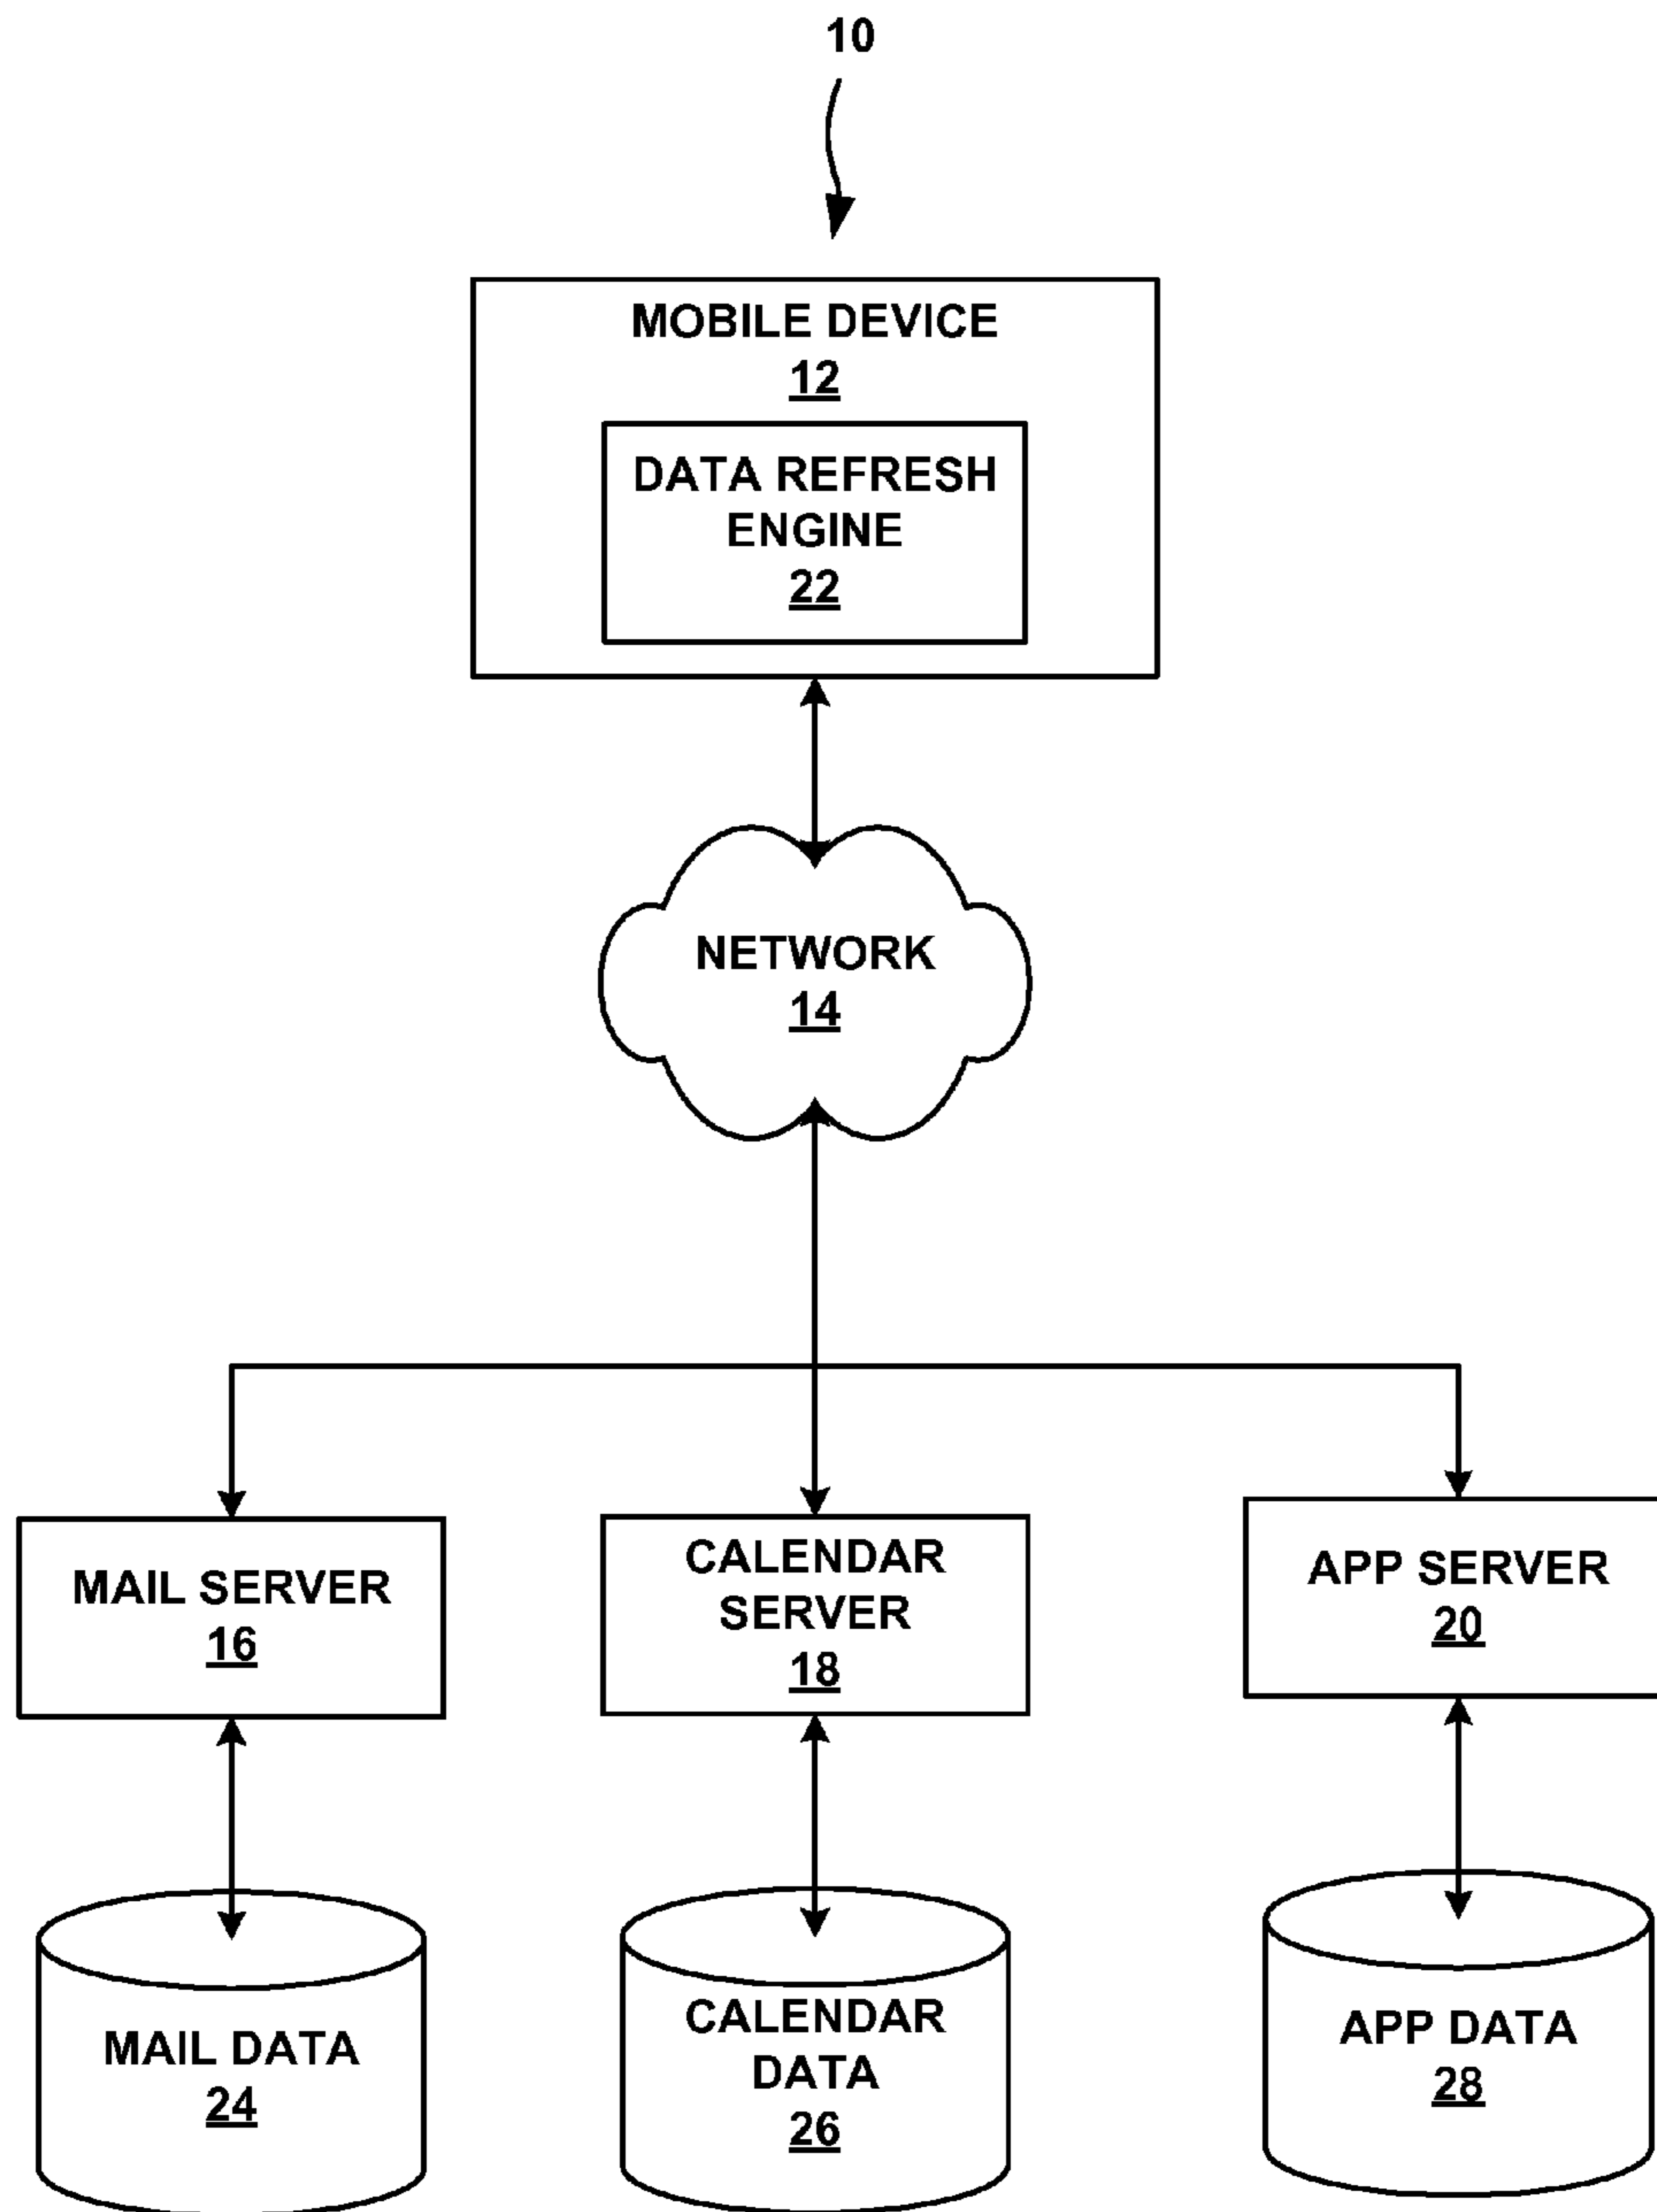 10
MOBILE DEVICE
12
DATA REFRESH
ENGINE
22
NETWORK
14
MAIL SERVER
16
CALENDAR
SERVER
18
APP SERVER
20
MAIL DATA
24
CALENDAR
DATA
26
APP DATA
28